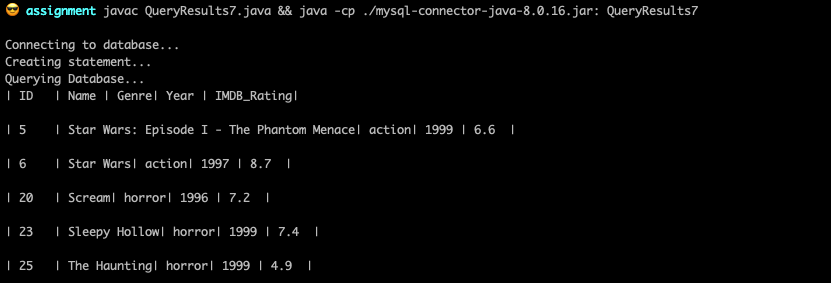 😎 assignment javac QueryResults7.java && java -cp ./mysql-connector-java-8.0.16.jar: QueryResults7
Connecting to database...
Creating statement...
Querying Database...
| ID   | Name | Genre| Year | IMDB_Rating|
| 5    | Star Wars: Episode I - The Phantom Menace| action| 1999 | 6.6  |
| 6    | Star Wars| action| 1997 | 8.7  |
| 20   | Scream| horror| 1996 | 7.2  |
| 23   | Sleepy Hollow| horror| 1999 | 7.4  |
| 25   | The Haunting| horror| 1999 | 4.9  |